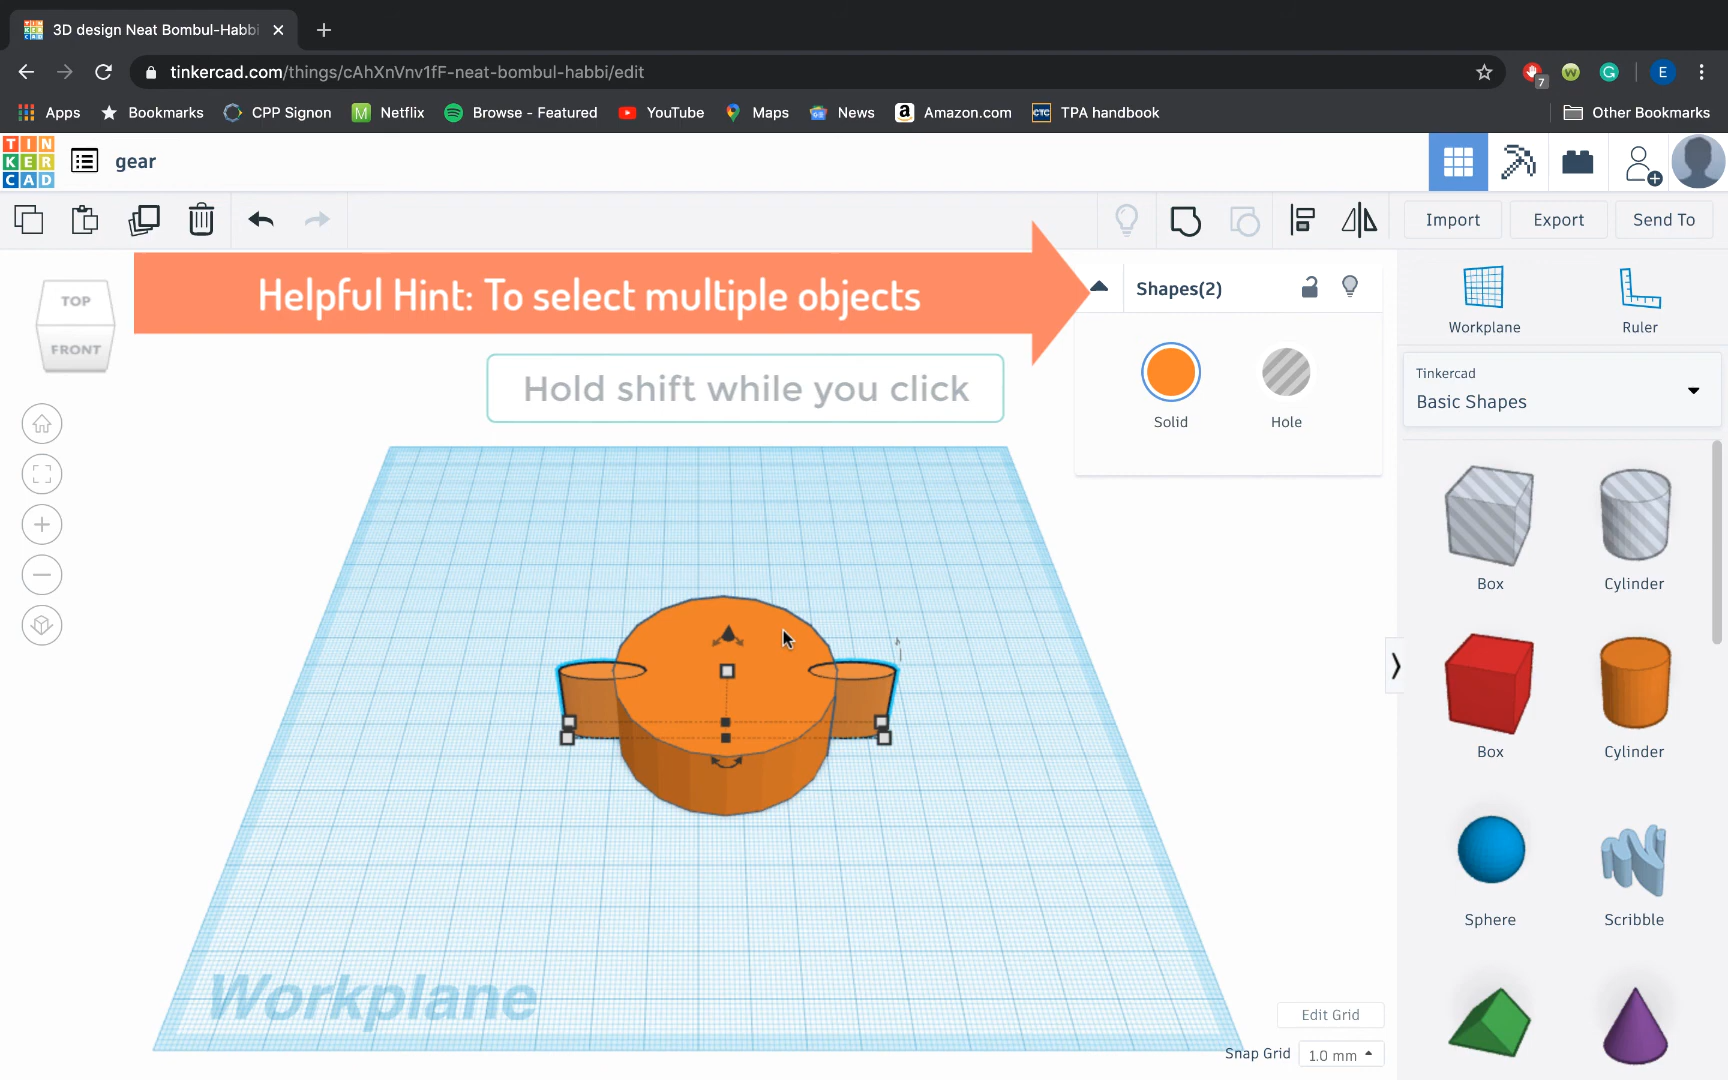 3D design Neat Bombul-Habbi
tinkercad.com/things/cAhXnVnv1fF-neat-bombul-habbi/edit
7
E
Apps
Bookmarks
CPP Signon
M
Netflix
Browse - Featured
YouTube
Maps
News
a
Amazon.com
CTC
TPA handbook
Other Bookmarks
TIN
KER
CAD
gear
Import
Export
Send To
TOP
FRONT
Helpful Hint: To select multiple objects
Hold shift while you click
Shapes(2)
Solid
Hole
Workplane
Ruler
Tinkercad
Basic Shapes
Box
Cylinder
Box
Cylinder
Sphere
Scribble
Workplane
Edit Grid
Snap Grid
1.0 mm